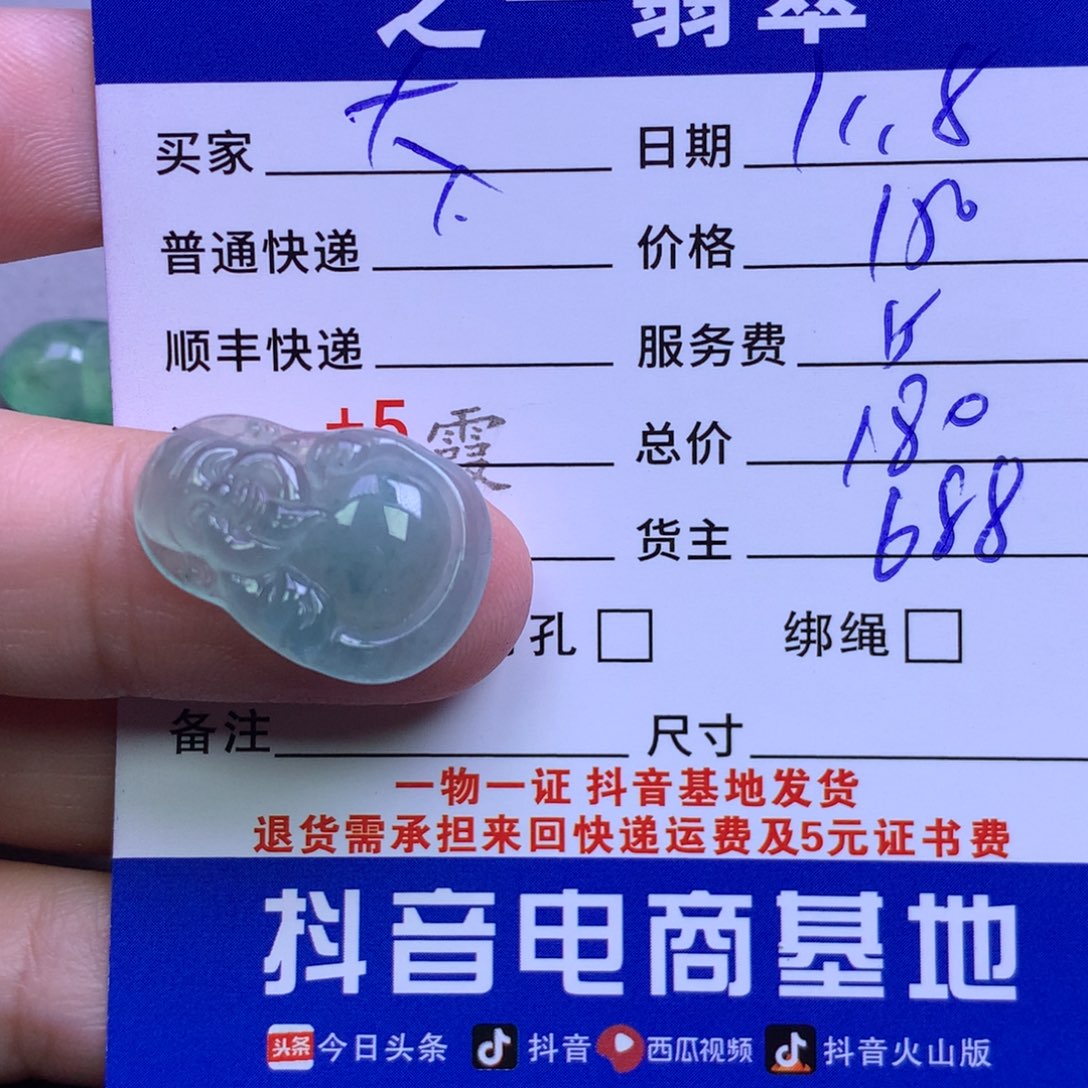 之一翡翠
买家 大下 日期 11.8
普通快递 价格 180
顺丰快递 服务费
+5 霞 总价 180
货主 688
孔 绑绳
备注 尺寸
一物一证 抖音基地发货
退货需承担来回快递运费及5元证书费
抖音电商基地
头条 今日头条 抖音 西瓜视频 抖音火山版